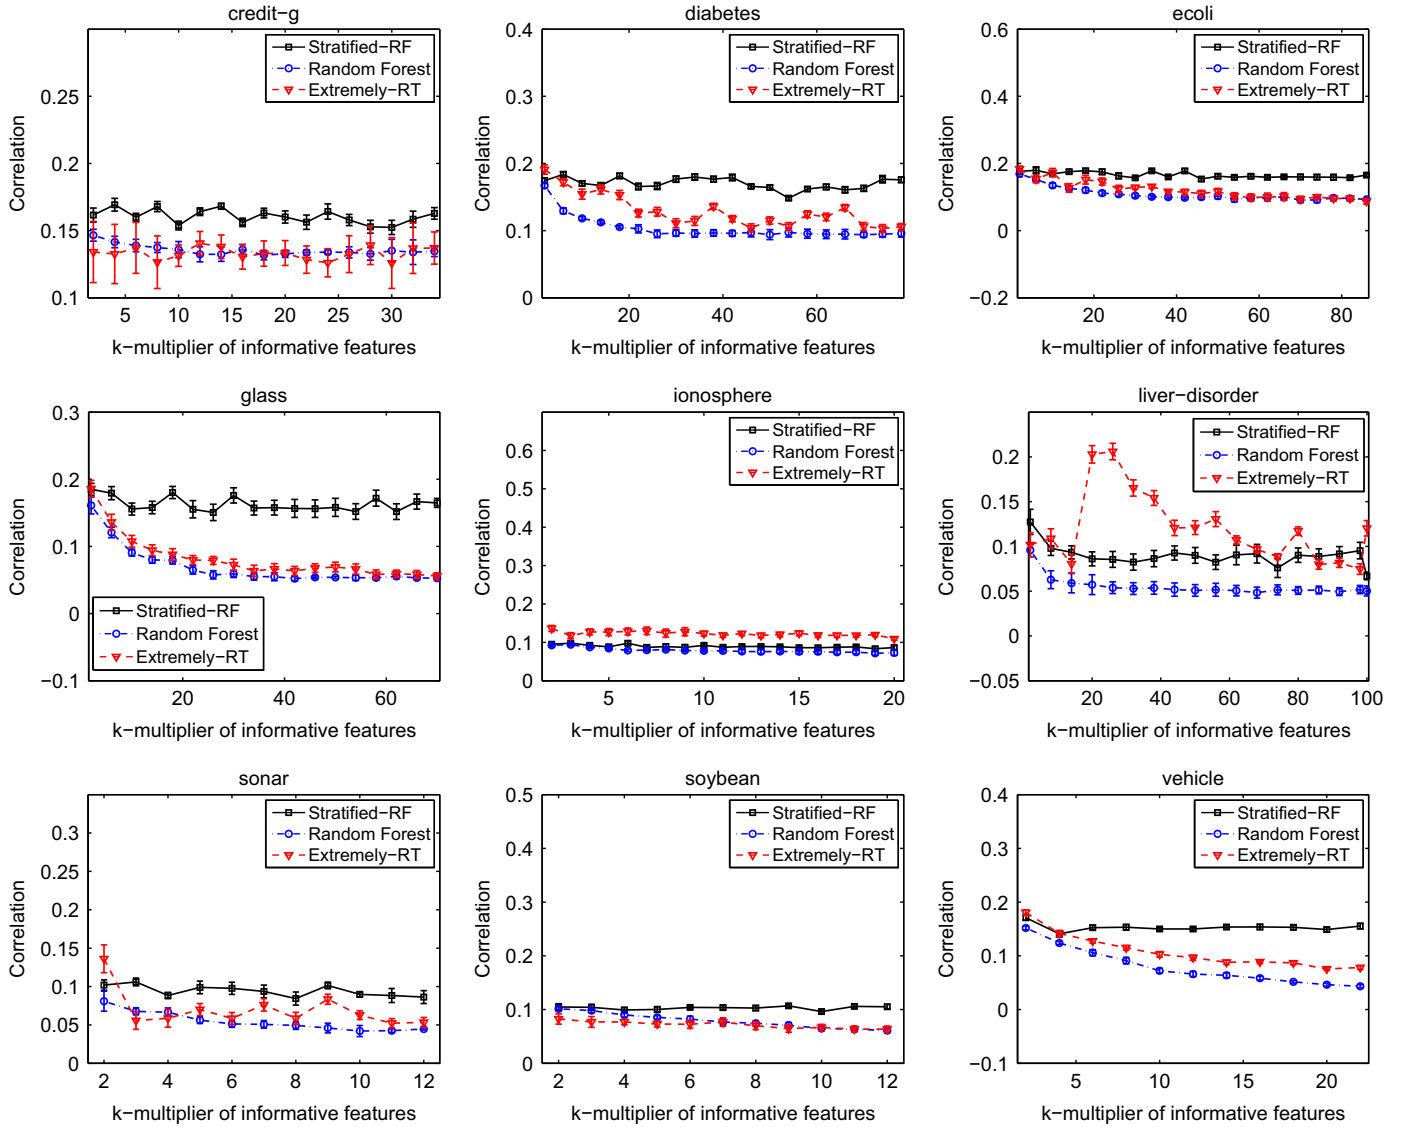 credit−g
Stratified−RF
Random Forest
Extremely−RT
0.25
0.2
0.15
0.1
5 10 15 20 25 30
Correlation
k−multiplier of informative features
diabetes
Stratified−RF
Random Forest
Extremely−RT
0.4
0.3
0.2
0.1
0
20 40 60
Correlation
k−multiplier of informative features
ecoli
Stratified−RF
Random Forest
Extremely−RT
0.6
0.4
0.2
0
−0.2
20 40 60 80
Correlation
k−multiplier of informative features
glass
0.3
0.2
0.1
0
−0.1
Stratified−RF
Random Forest
Extremely−RT
20 40 60
Correlation
k−multiplier of informative features
ionosphere
Stratified−RF
Random Forest
Extremely−RT
0.6
0.5
0.4
0.3
0.2
0.1
0
5 10 15 20
Correlation
k−multiplier of informative features
liver−disorder
Stratified−RF
Random Forest
Extremely−RT
0.2
0.15
0.1
0.05
0
−0.05
20 40 60 80 100
Correlation
k−multiplier of informative features
sonar
Stratified−RF
Random Forest
Extremely−RT
0.3
0.25
0.2
0.15
0.1
0.05
0
2 4 6 8 10 12
Correlation
k−multiplier of informative features
soybean
Stratified−RF
Random Forest
Extremely−RT
0.5
0.4
0.3
0.2
0.1
0
2 4 6 8 10 12
Correlation
k−multiplier of informative features
vehicle
Stratified−RF
Random Forest
Extremely−RT
0.4
0.3
0.2
0.1
0
−0.1
5 10 15 20
Correlation
k−multiplier of informative features